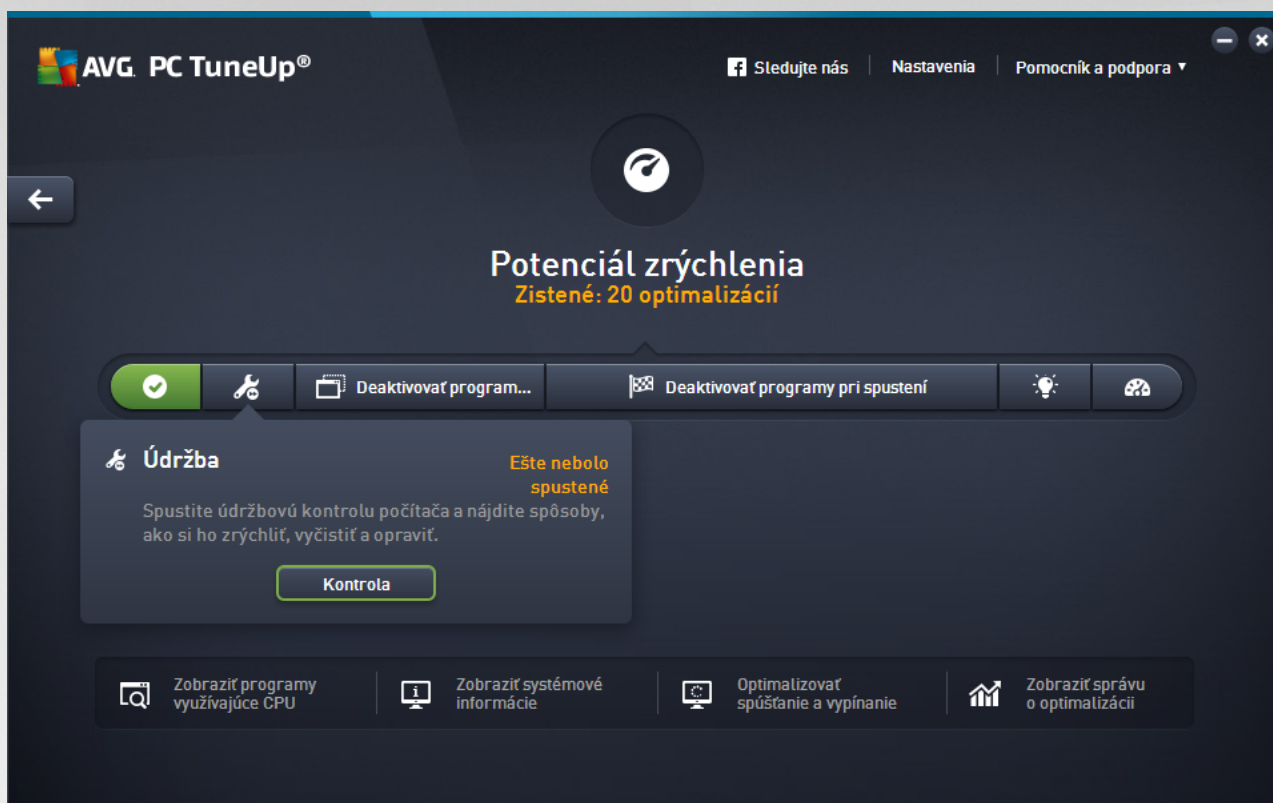 AVG. PC TuneUp®
Sledujte nás
Nastavenia
Pomocník a podpora
Potenciál zrýchlenia
Zistené: 20 optimalizácií
Deaktivovať program...
Deaktivovať programy pri spustení
Údržba
Ešte nebolo
spustené
Spustite údržbovú kontrolu počítača a nájdite spôsoby,
ako si ho zrýchliť, vyčistiť a opraviť.
Kontrola
Zobraziť programy
využívajúce CPU
Zobraziť systémové
informácie
Optimalizovať
spúšťanie a vypínanie
Zobraziť správu
o optimalizácii